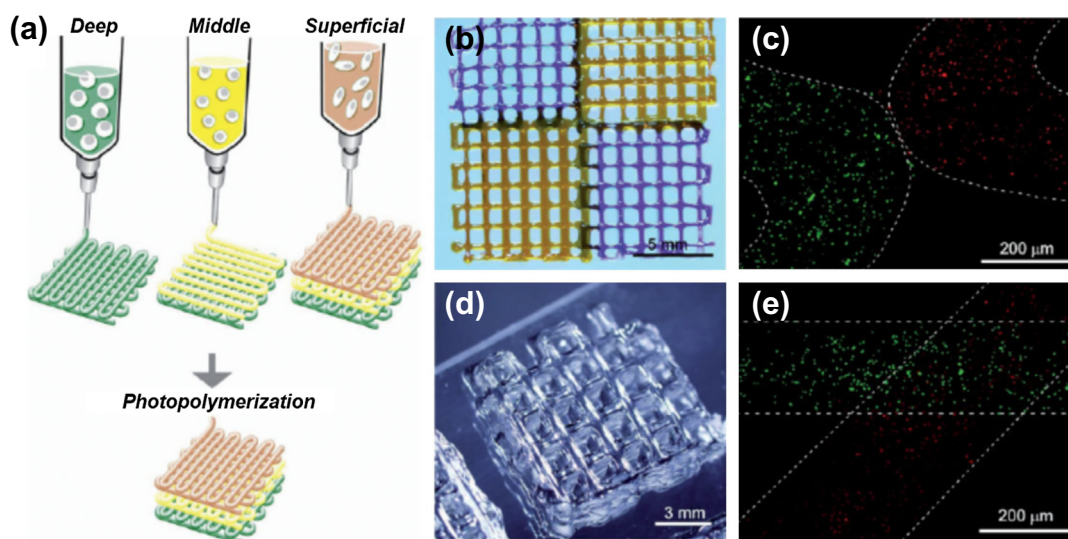 (a)
Deep
Middle
Superficial
Photopolymerization
(b)
5 mm
(c)
200 μm
(d)
3 mm
(e)
200 μm